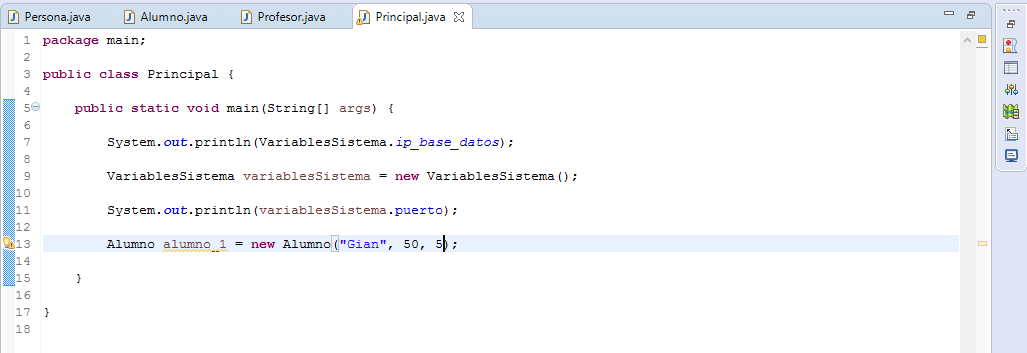 Persona.java Alumno.java Profesor.java Principal.java
1 package main;
2
3 public class Principal {
4
5 public static void main(String[] args) {
6
7 System.out.println(VariablesSistema.ip_base_datos);
8
9 VariablesSistema variablesSistema = new VariablesSistema();
10
11 System.out.println(variablesSistema.puerto);
12
13 Alumno alumno_1 = new Alumno("Gian", 50, 5);
14
15 }
16
17 }
18